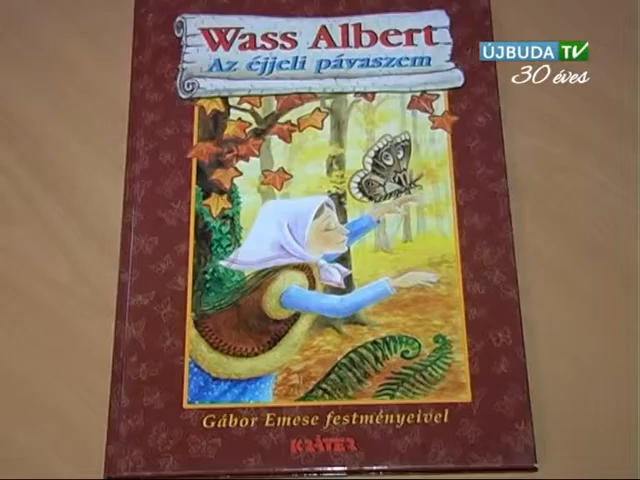 Wass Albert
Az éjjeli pávaszem
ÚJBUDA TV
30 éves
Gábor Emese festményeivel
KRÁTER